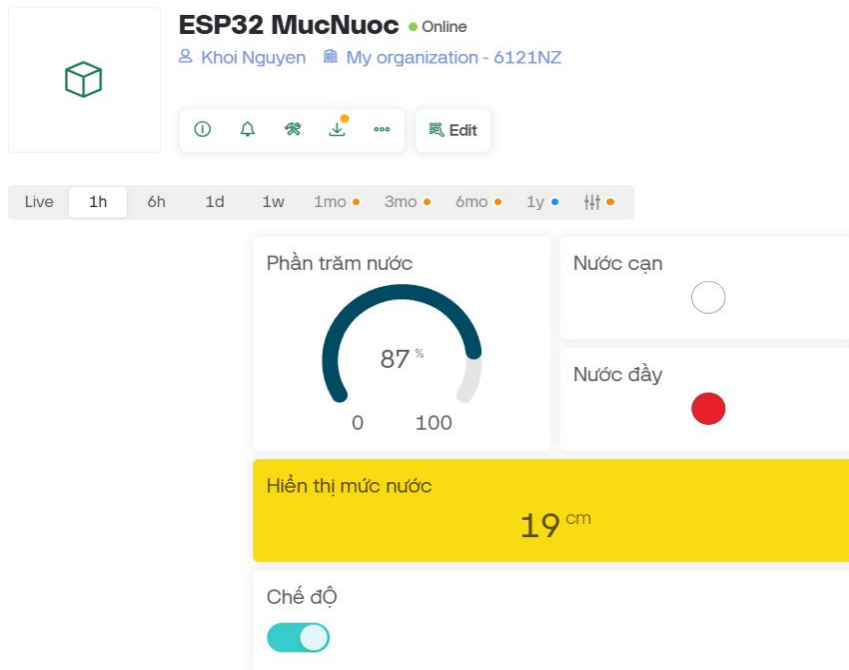 ESP32 MucNuoc Online
Khoi Nguyen My organization - 6121NZ
Edit
Live 1h 6h 1d 1w 1mo 3mo 6mo 1y
Phần trăm nước
87 %
0 100
Nước cạn
Nước đầy
Hiển thị mức nước
19 cm
Chế độ